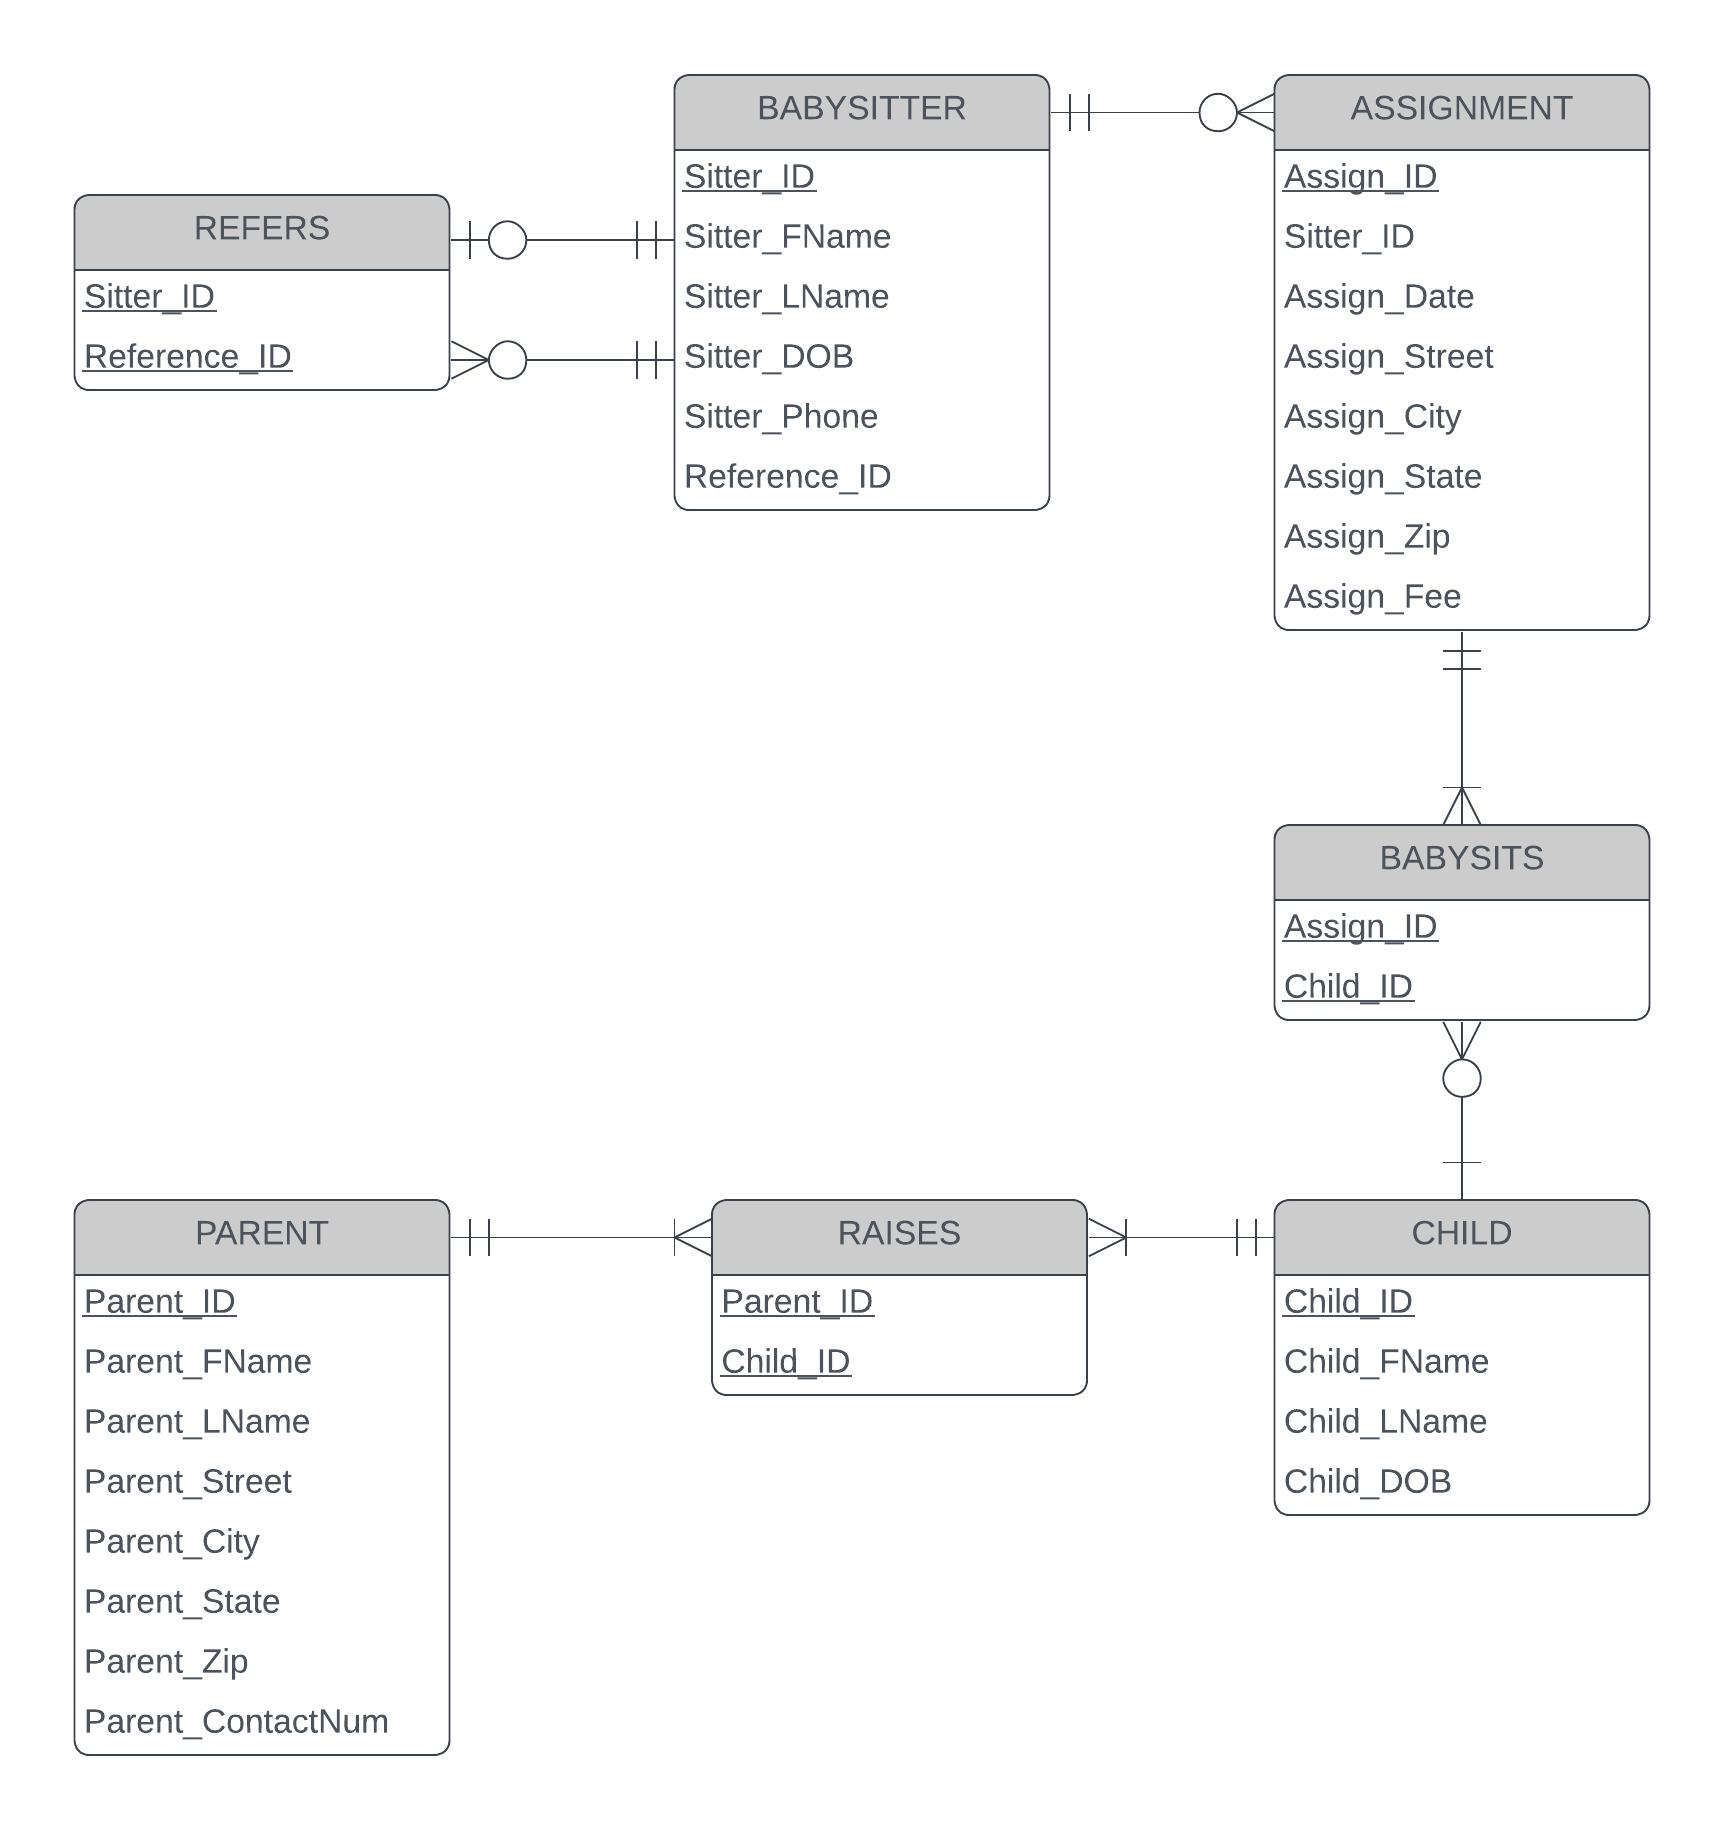 BABYSITTER
Sitter_ID
Sitter_FName
Sitter_LName
Sitter_DOB
Sitter_Phone
Reference_ID
ASSIGNMENT
Assign_ID
Sitter_ID
Assign_Date
Assign_Street
Assign_City
Assign_State
Assign_Zip
Assign_Fee
REFERS
Sitter_ID
Reference_ID
BABYSITS
Assign_ID
Child_ID
PARENT
Parent_ID
Parent_FName
Parent_LName
Parent_Street
Parent_City
Parent_State
Parent_Zip
Parent_ContactNum
RAISES
Parent_ID
Child_ID
CHILD
Child_ID
Child_FName
Child_LName
Child_DOB